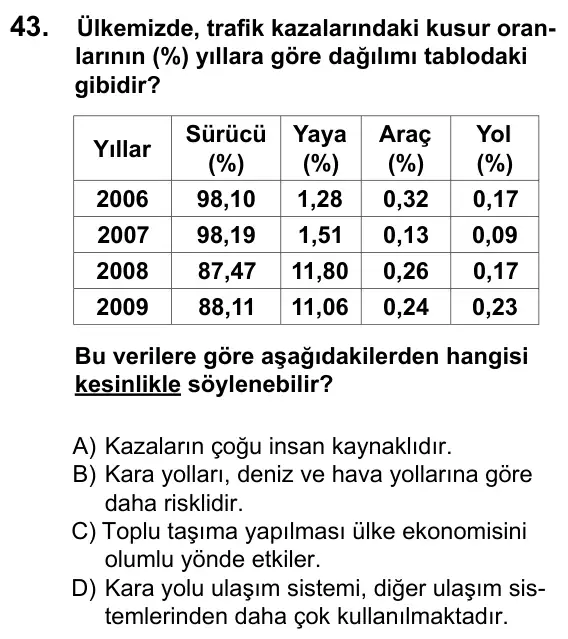 43. Ülkemizde, trafik kazalarındaki kusur oran-
larının (%) yıllara göre dağılımı tablodaki
gibidir?
Yıllar Sürücü (%) Yaya (%) Araç (%) Yol (%)
2006 98,10 1,28 0,32 0,17
2007 98,19 1,51 0,13 0,09
2008 87,47 11,80 0,26 0,17
2009 88,11 11,06 0,24 0,23
Bu verilere göre aşağıdakilerden hangisi
kesinlikle söylenebilir?
A) Kazaların çoğu insan kaynaklıdır.
B) Kara yolları, deniz ve hava yollarına göre
daha risklidir.
C) Toplu taşıma yapılması ülke ekonomisini
olumlu yönde etkiler.
D) Kara yolu ulaşım sistemi, diğer ulaşım sis-
temlerinden daha çok kullanılmaktadır.